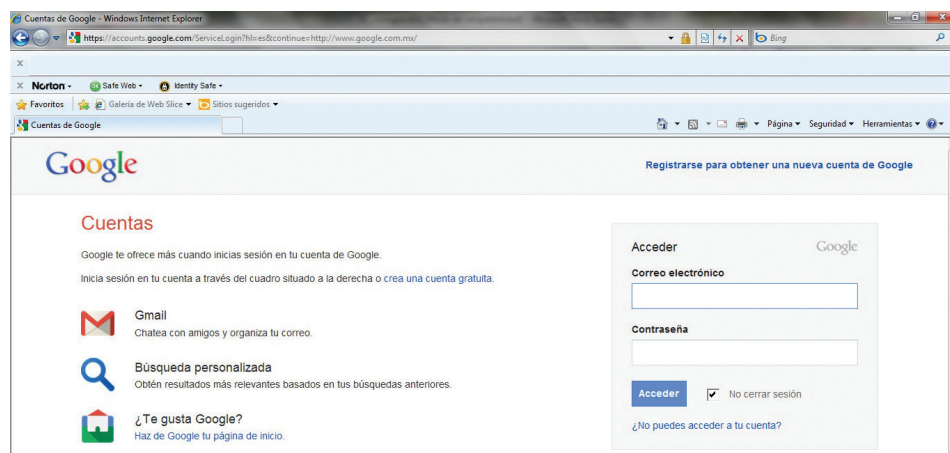 Cuentas de Google - Windows Internet Explorer
https://accounts.google.com/ServiceLogin?hl=es&continue=http://www.google.com.mx/
Bing
x
x Norton
Safe Web
Identity Safe
Favoritos
Galería de Web Slice
Sitios sugeridos
Cuentas de Google
Página
Seguridad
Herramientas
Google
Registrarse para obtener una nueva cuenta de Google
Cuentas
Google te ofrece más cuando inicias sesión en tu cuenta de Google.
Inicia sesión en tu cuenta a través del cuadro situado a la derecha o crea una cuenta gratuita.
Gmail
Chatea con amigos y organiza tu correo.
Búsqueda personalizada
Obtén resultados más relevantes basados en tus búsquedas anteriores.
¿Te gusta Google?
Haz de Google tu página de inicio.
Acceder
Google
Correo electrónico
Contraseña
Acceder
No cerrar sesión
¿No puedes acceder a tu cuenta?